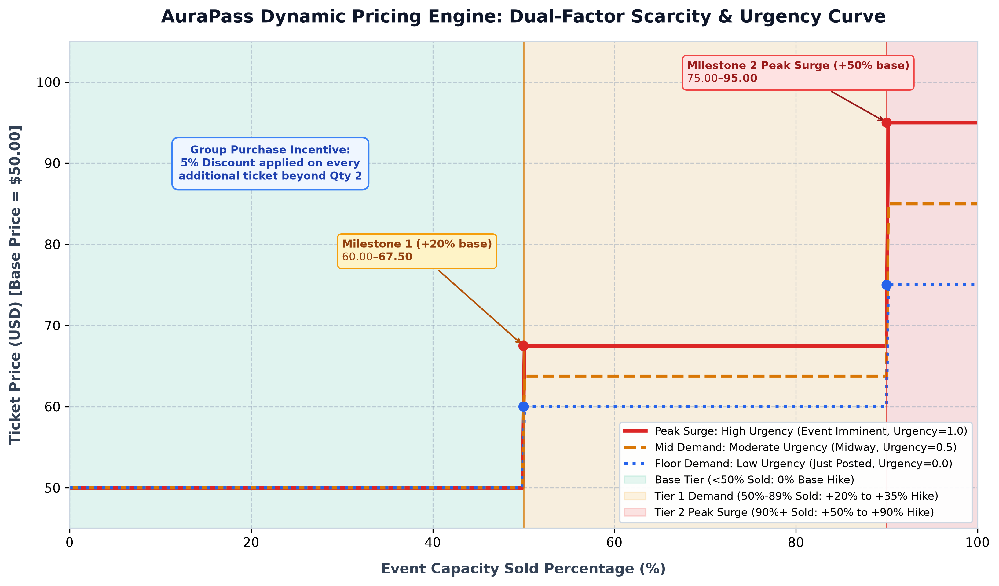 AuraPass Dynamic Pricing Engine: Dual-Factor Scarcity & Urgency Curve
Ticket Price (USD) [Base Price = $50.00]
100
90
80
70
60
50
Milestone 2 Peak Surge (+50% base)
75.00–95.00
Group Purchase Incentive:
5% Discount applied on every
additional ticket beyond Qty 2
Milestone 1 (+20% base)
60.00–67.50
Peak Surge: High Urgency (Event Imminent, Urgency=1.0)
Mid Demand: Moderate Urgency (Midway, Urgency=0.5)
Floor Demand: Low Urgency (Just Posted, Urgency=0.0)
Base Tier (<50% Sold: 0% Base Hike)
Tier 1 Demand (50%-89% Sold: +20% to +35% Hike)
Tier 2 Peak Surge (90%+ Sold: +50% to +90% Hike)
0 20 40 60 80 100
Event Capacity Sold Percentage (%)